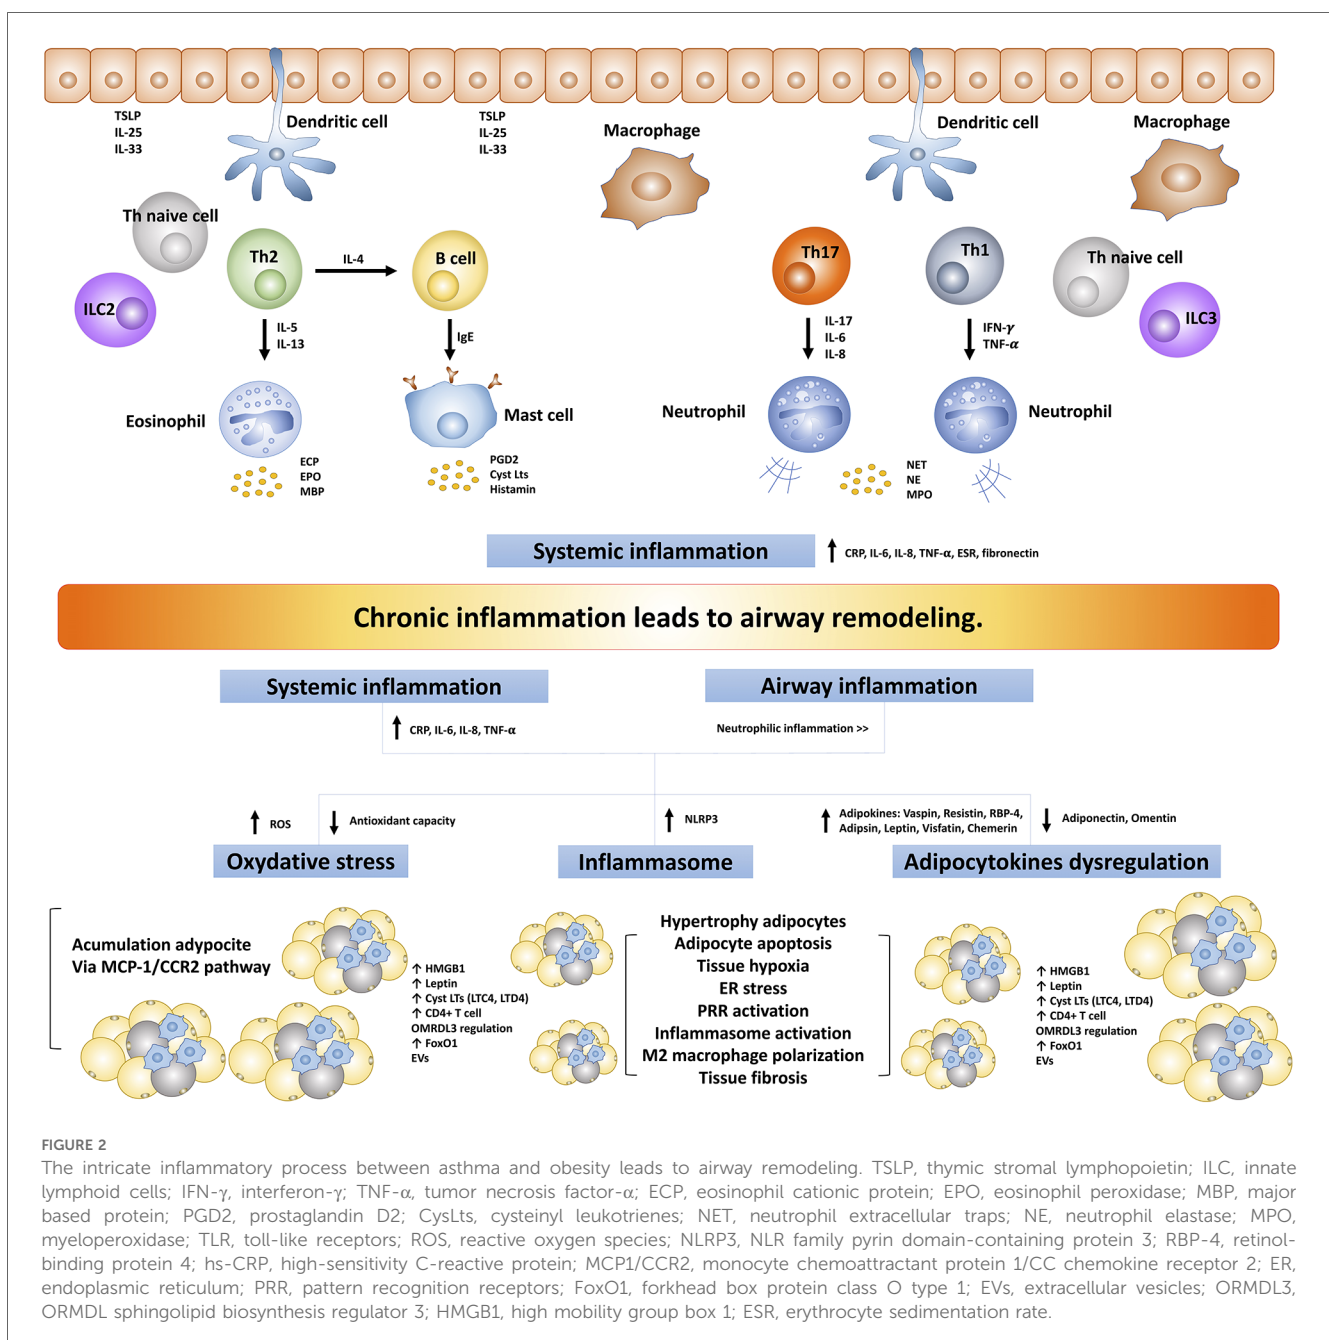 TSLP
IL-25
IL-33
Dendritic cell
TSLP
IL-25
IL-33
Macrophage
Dendritic cell
Macrophage
Th naive cell
Th2
IL-4
B cell
ILC2
IL-5
IL-13
IgE
Th17
Th1
Th naive cell
ILC3
IL-17
IL-6
IL-8
IFN-γ
TNF-α
Eosinophil
Mast cell
Neutrophil
Neutrophil
ECP
EPO
MBP
PGD2
Cyst Lts
Histamin
NET
NE
MPO
Systemic inflammation
CRP, IL-6, IL-8, TNF-α, ESR, fibronectin
Chronic inflammation leads to airway remodeling.
Systemic inflammation
Airway inflammation
CRP, IL-6, IL-8, TNF-α
Neutrophilic inflammation >>
ROS
Antioxidant capacity
NLRP3
Adipokines: Vaspin, Resistin, RBP-4,
Adipsin, Leptin, Visfatin, Chemerin
Adiponectin, Omentin
Oxydative stress
Inflammasome
Adipocytokines dysregulation
Acumulation adypocite
Via MCP-1/CCR2 pathway
↑ HMGB1
↑ Leptin
↑ Cyst LTs (LTC4, LTD4)
↑ CD4+ T cell
OMRDL3 regulation
↑ FoxO1
EVs
Hypertrophy adipocytes
Adipocyte apoptosis
Tissue hypoxia
ER stress
PRR activation
Inflammasome activation
M2 macrophage polarization
Tissue fibrosis
↑ HMGB1
↑ Leptin
↑ Cyst LTs (LTC4, LTD4)
↑ CD4+ T cell
OMRDL3 regulation
↑ FoxO1
EVs
FIGURE 2
The intricate inflammatory process between asthma and obesity leads to airway remodeling. TSLP, thymic stromal lymphopoietin; ILC, innate
lymphoid cells; IFN-γ, interferon-γ; TNF-α, tumor necrosis factor-α; ECP, eosinophil cationic protein; EPO, eosinophil peroxidase; MBP, major
based protein; PGD2, prostaglandin D2; CysLts, cysteinyl leukotrienes; NET, neutrophil extracellular traps; NE, neutrophil elastase; MPO,
myeloperoxidase; TLR, toll-like receptors; ROS, reactive oxygen species; NLRP3, NLR family pyrin domain-containing protein 3; RBP-4, retinol-
binding protein 4; hs-CRP, high-sensitivity C-reactive protein; MCP1/CCR2, monocyte chemoattractant protein 1/CC chemokine receptor 2; ER,
endoplasmic reticulum; PRR, pattern recognition receptors; FoxO1, forkhead box protein class O type 1; EVs, extracellular vesicles; ORMDL3,
ORMDL sphingolipid biosynthesis regulator 3; HMGB1, high mobility group box 1; ESR, erythrocyte sedimentation rate.